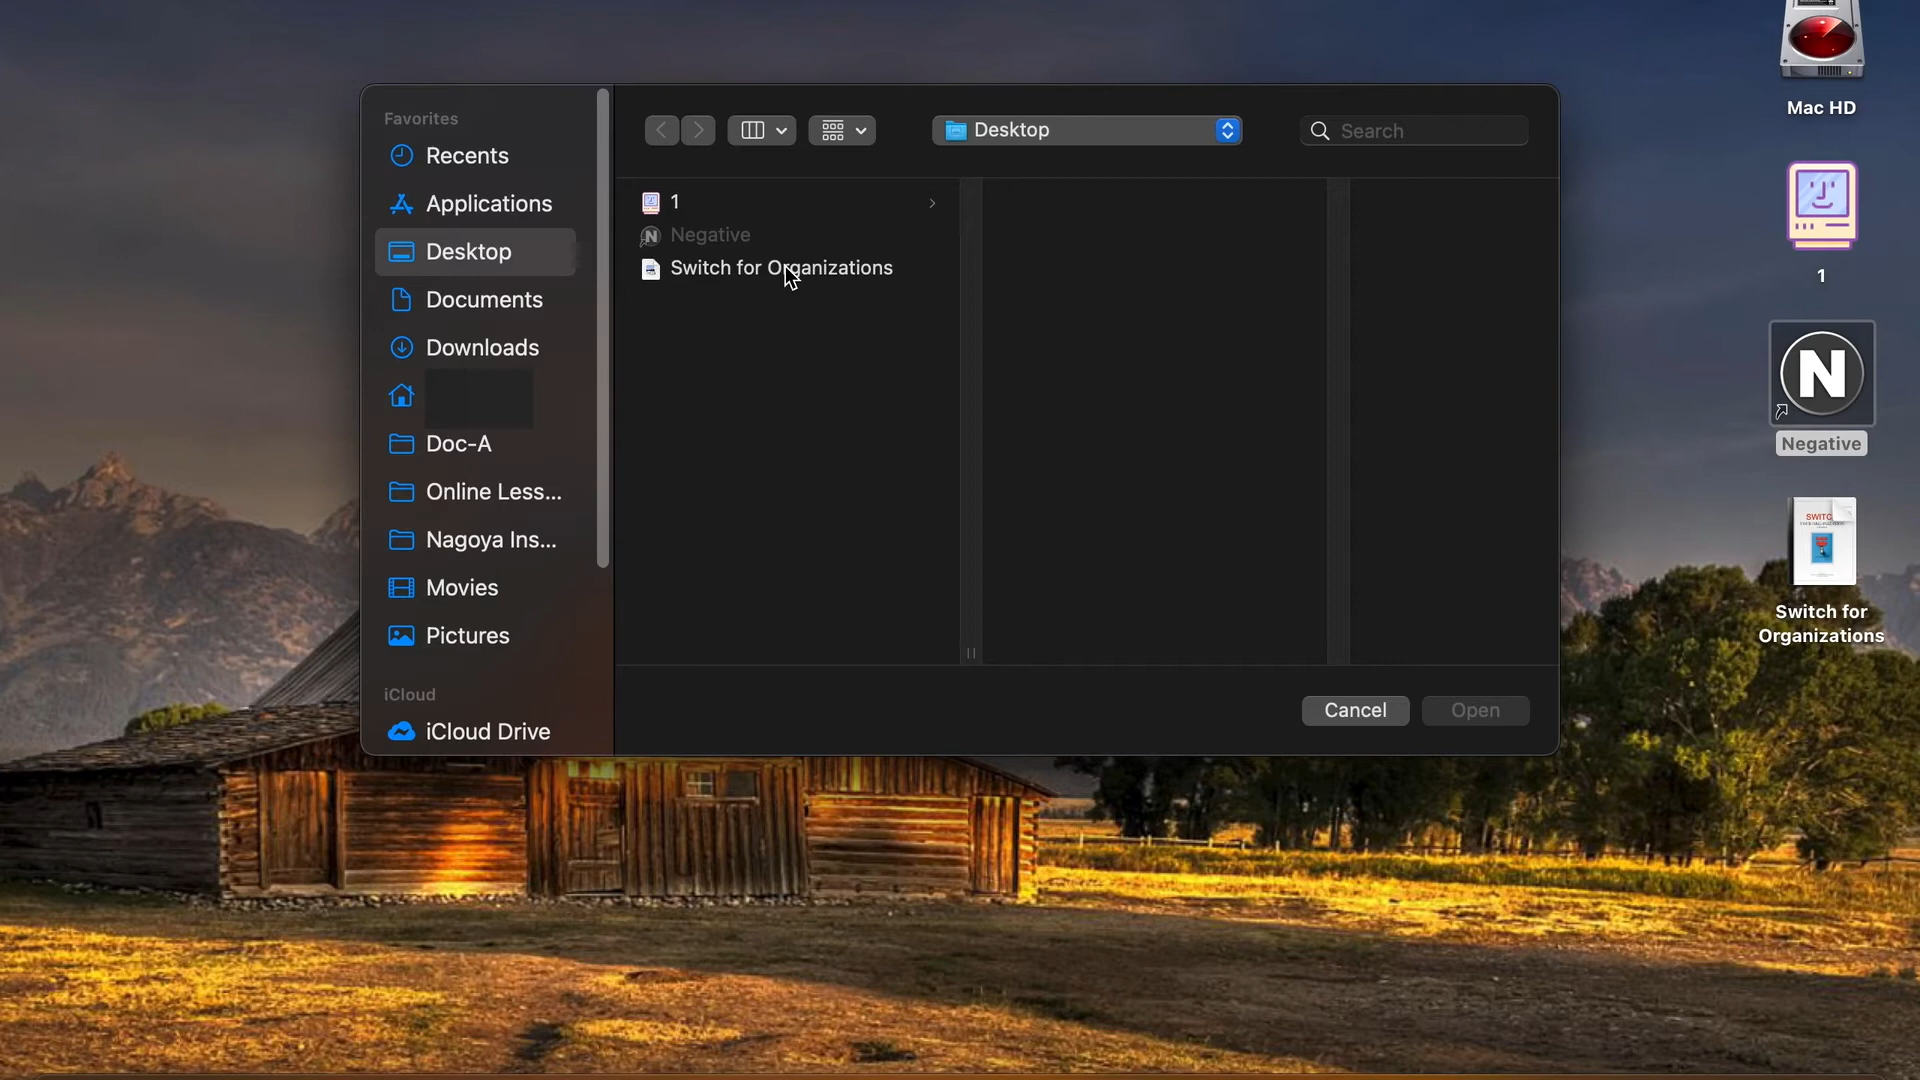 Favorites
Recents
Applications
Desktop
Documents
Downloads
Doc-A
Online Less...
Nagoya Ins...
Movies
Pictures
iCloud
iCloud Drive
Desktop
Search
1
Negative
Switch for Organizations
Cancel
Open
Mac HD
1
N
Negative
SWITCH
Switch for
Organizations